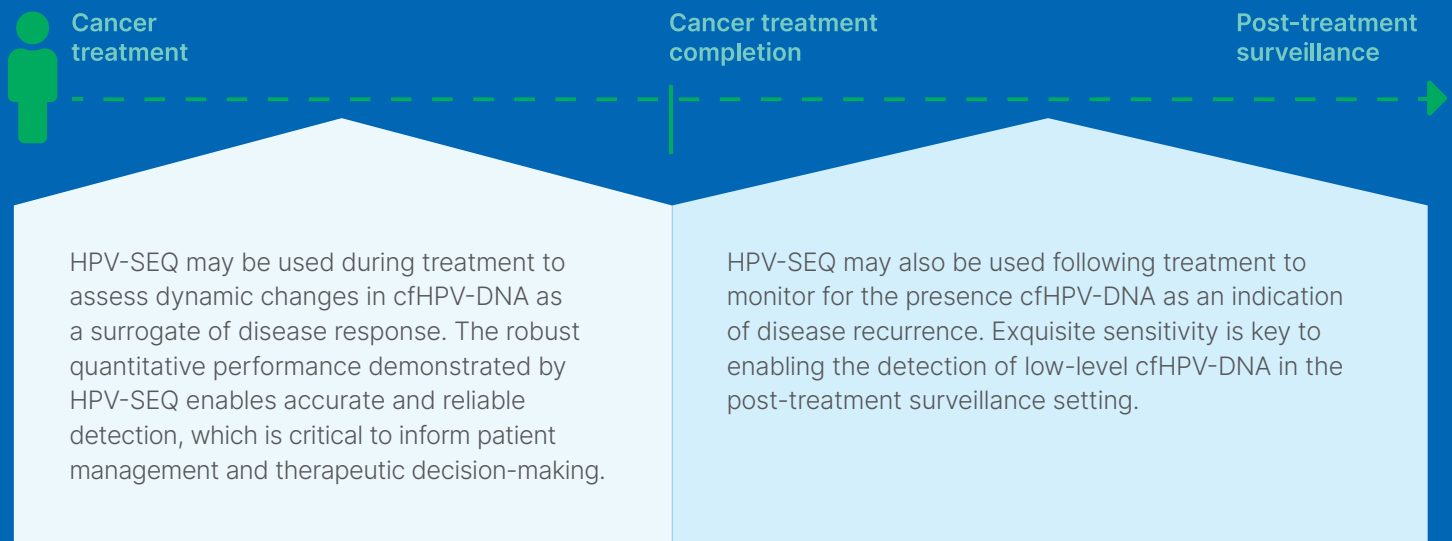 Cancer
treatment
Cancer treatment
completion
Post-treatment
surveillance
HPV-SEQ may be used during treatment to
assess dynamic changes in cfHPV-DNA as
a surrogate of disease response. The robust
quantitative performance demonstrated by
HPV-SEQ enables accurate and reliable
detection, which is critical to inform patient
management and therapeutic decision-making.
HPV-SEQ may also be used following treatment to
monitor for the presence cfHPV-DNA as an indication
of disease recurrence. Exquisite sensitivity is key to
enabling the detection of low-level cfHPV-DNA in the
post-treatment surveillance setting.